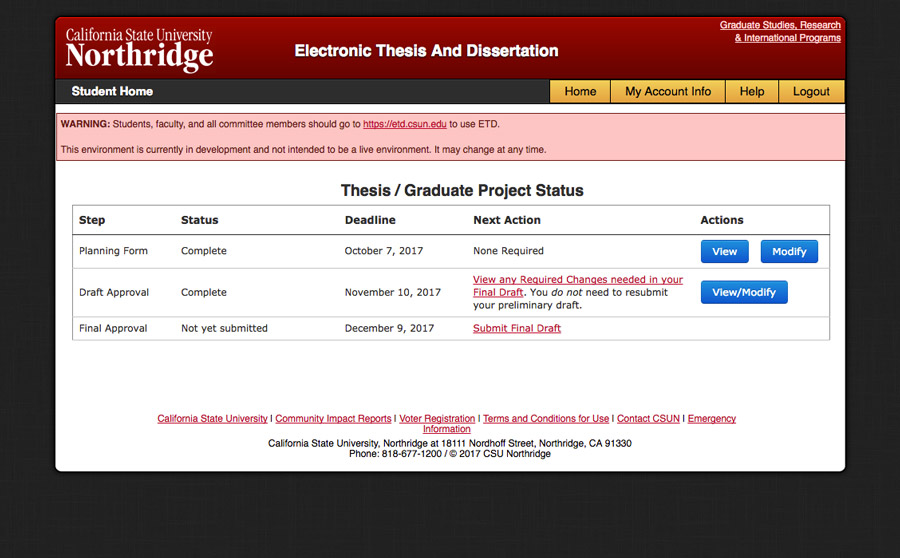 California State University
Northridge
Electronic Thesis And Dissertation
Graduate Studies, Research
& International Programs
Student Home
Home My Account Info Help Logout
WARNING: Students, faculty, and all committee members should go to https://etd.csun.edu to use ETD.
This environment is currently in development and not intended to be a live environment. It may change at any time.
Thesis / Graduate Project Status
Step Status Deadline Next Action Actions
Planning Form Complete October 7, 2017 None Required View Modify
Draft Approval Complete November 10, 2017 View any Required Changes needed in your
Final Draft. You do not need to resubmit
your preliminary draft.
View/Modify
Final Approval Not yet submitted December 9, 2017 Submit Final Draft
California State University I Community Impact Reports I Voter Registration I Terms and Conditions for Use I Contact CSUN I Emergency
Information
California State University, Northridge at 18111 Nordhoff Street, Northridge, CA 91330
Phone: 818-677-1200 / © 2017 CSU Northridge